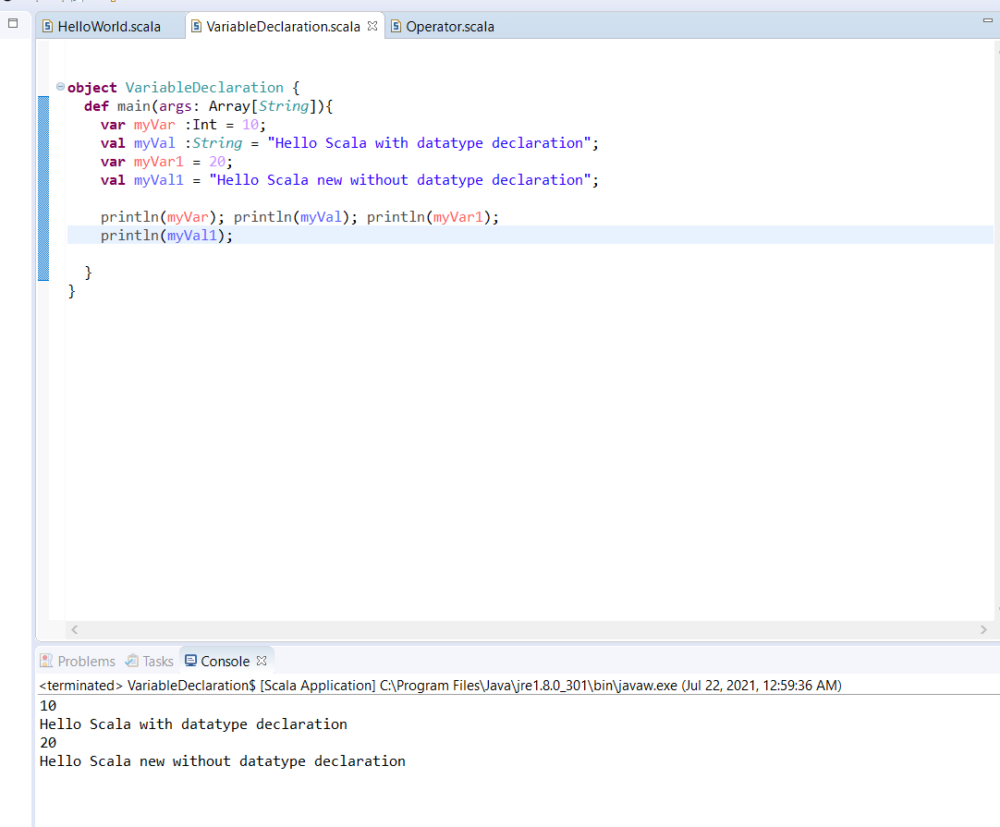 HelloWorld.scala VariableDeclaration.scala Operator.scala
object VariableDeclaration {
def main(args: Array[String]){
var myVar :Int = 10;
val myVal :String = "Hello Scala with datatype declaration";
var myVar1 = 20;
val myVal1 = "Hello Scala new without datatype declaration";
println(myVar); println(myVal); println(myVar1);
println(myVal1);
}
}
Problems Tasks Console
<terminated> VariableDeclaration$ [Scala Application] C:\Program Files\Java\jre1.8.0_301\bin\javaw.exe (Jul 22, 2021, 12:59:36 AM)
10
Hello Scala with datatype declaration
20
Hello Scala new without datatype declaration